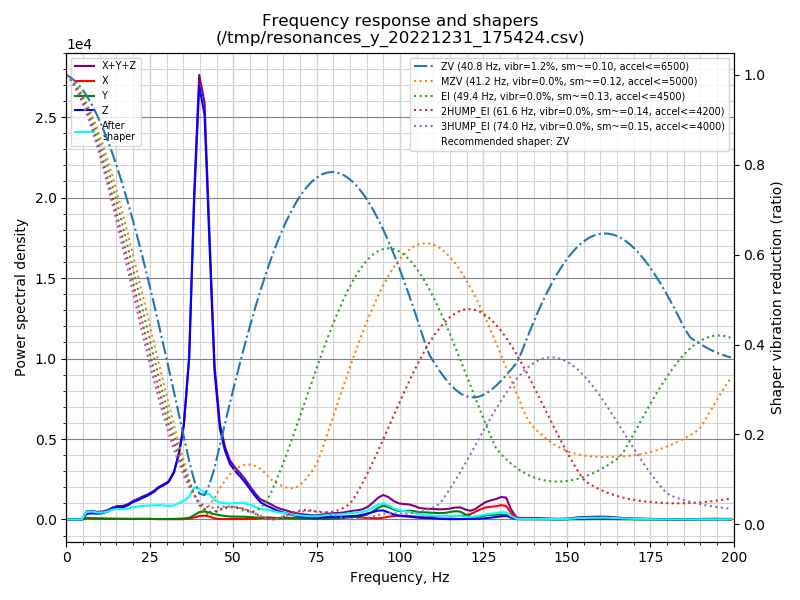 Frequency response and shapers
(/tmp/resonances_y_20221231_175424.csv)
1e4
X+Y+Z
X
Y
Z
After
shaper
ZV (40.8 Hz, vibr=1.2%, sm~=0.10, accel<=6500)
MZV (41.2 Hz, vibr=0.0%, sm~=0.12, accel<=5000)
EI (49.4 Hz, vibr=0.0%, sm~=0.13, accel<=4500)
2HUMP_EI (61.6 Hz, vibr=0.0%, sm~=0.14, accel<=4200)
3HUMP_EI (74.0 Hz, vibr=0.0%, sm~=0.15, accel<=4000)
Recommended shaper: ZV
Power spectral density
2.5
2.0
1.5
1.0
0.5
0.0
1.0
0.8
0.6
0.4
0.2
0.0
Shaper vibration reduction (ratio)
0 25 50 75 100 125 150 175 200
Frequency, Hz